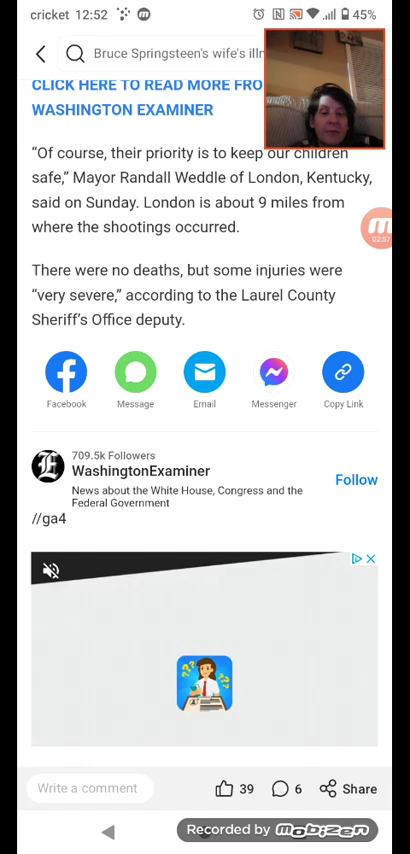 cricket 12:52
45%
Bruce Springsteen's wife's illn
CLICK HERE TO READ MORE FRO
WASHINGTON EXAMINER
“Of course, their priority is to keep our children
safe,” Mayor Randall Weddle of London, Kentucky,
said on Sunday. London is about 9 miles from
where the shootings occurred.
02:57
There were no deaths, but some injuries were
“very severe,” according to the Laurel County
Sheriff’s Office deputy.
Facebook Message Email Messenger Copy Link
709.5k Followers
WashingtonExaminer
Follow
News about the White House, Congress and the
Federal Government
//ga4
Write a comment 39 6 Share
Recorded by mobizen